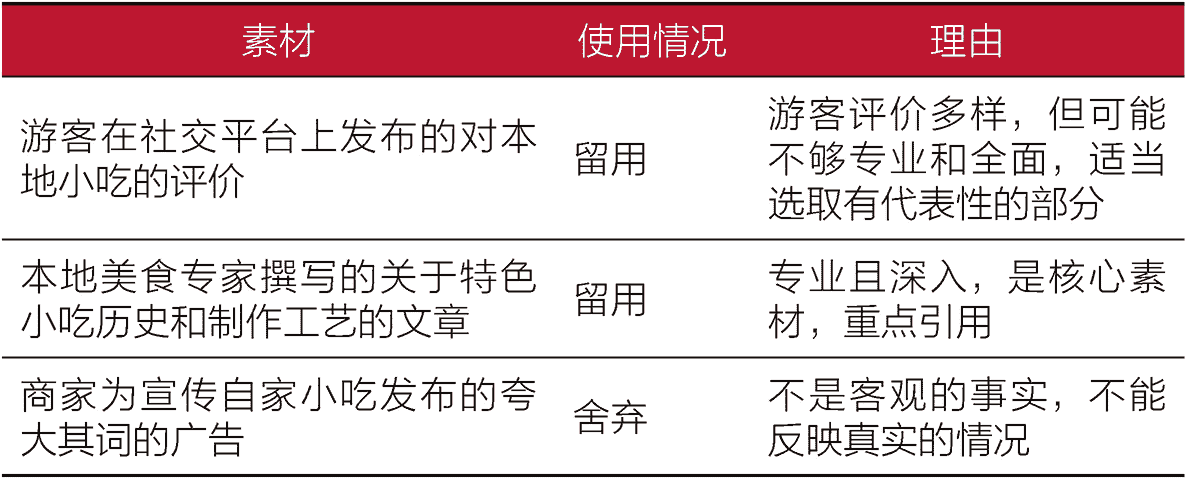 素材 使用情况 理由
游客在社交平台上发布的对本
地小吃的评价
留用
游客评价多样，但可能
不够专业和全面，适当
选取有代表性的部分
本地美食专家撰写的关于特色
小吃历史和制作工艺的文章
留用
专业且深入，是核心素
材，重点引用
商家为宣传自家小吃发布的夸
大其词的广告
舍弃
不是客观的事实，不能
反映真实的情况